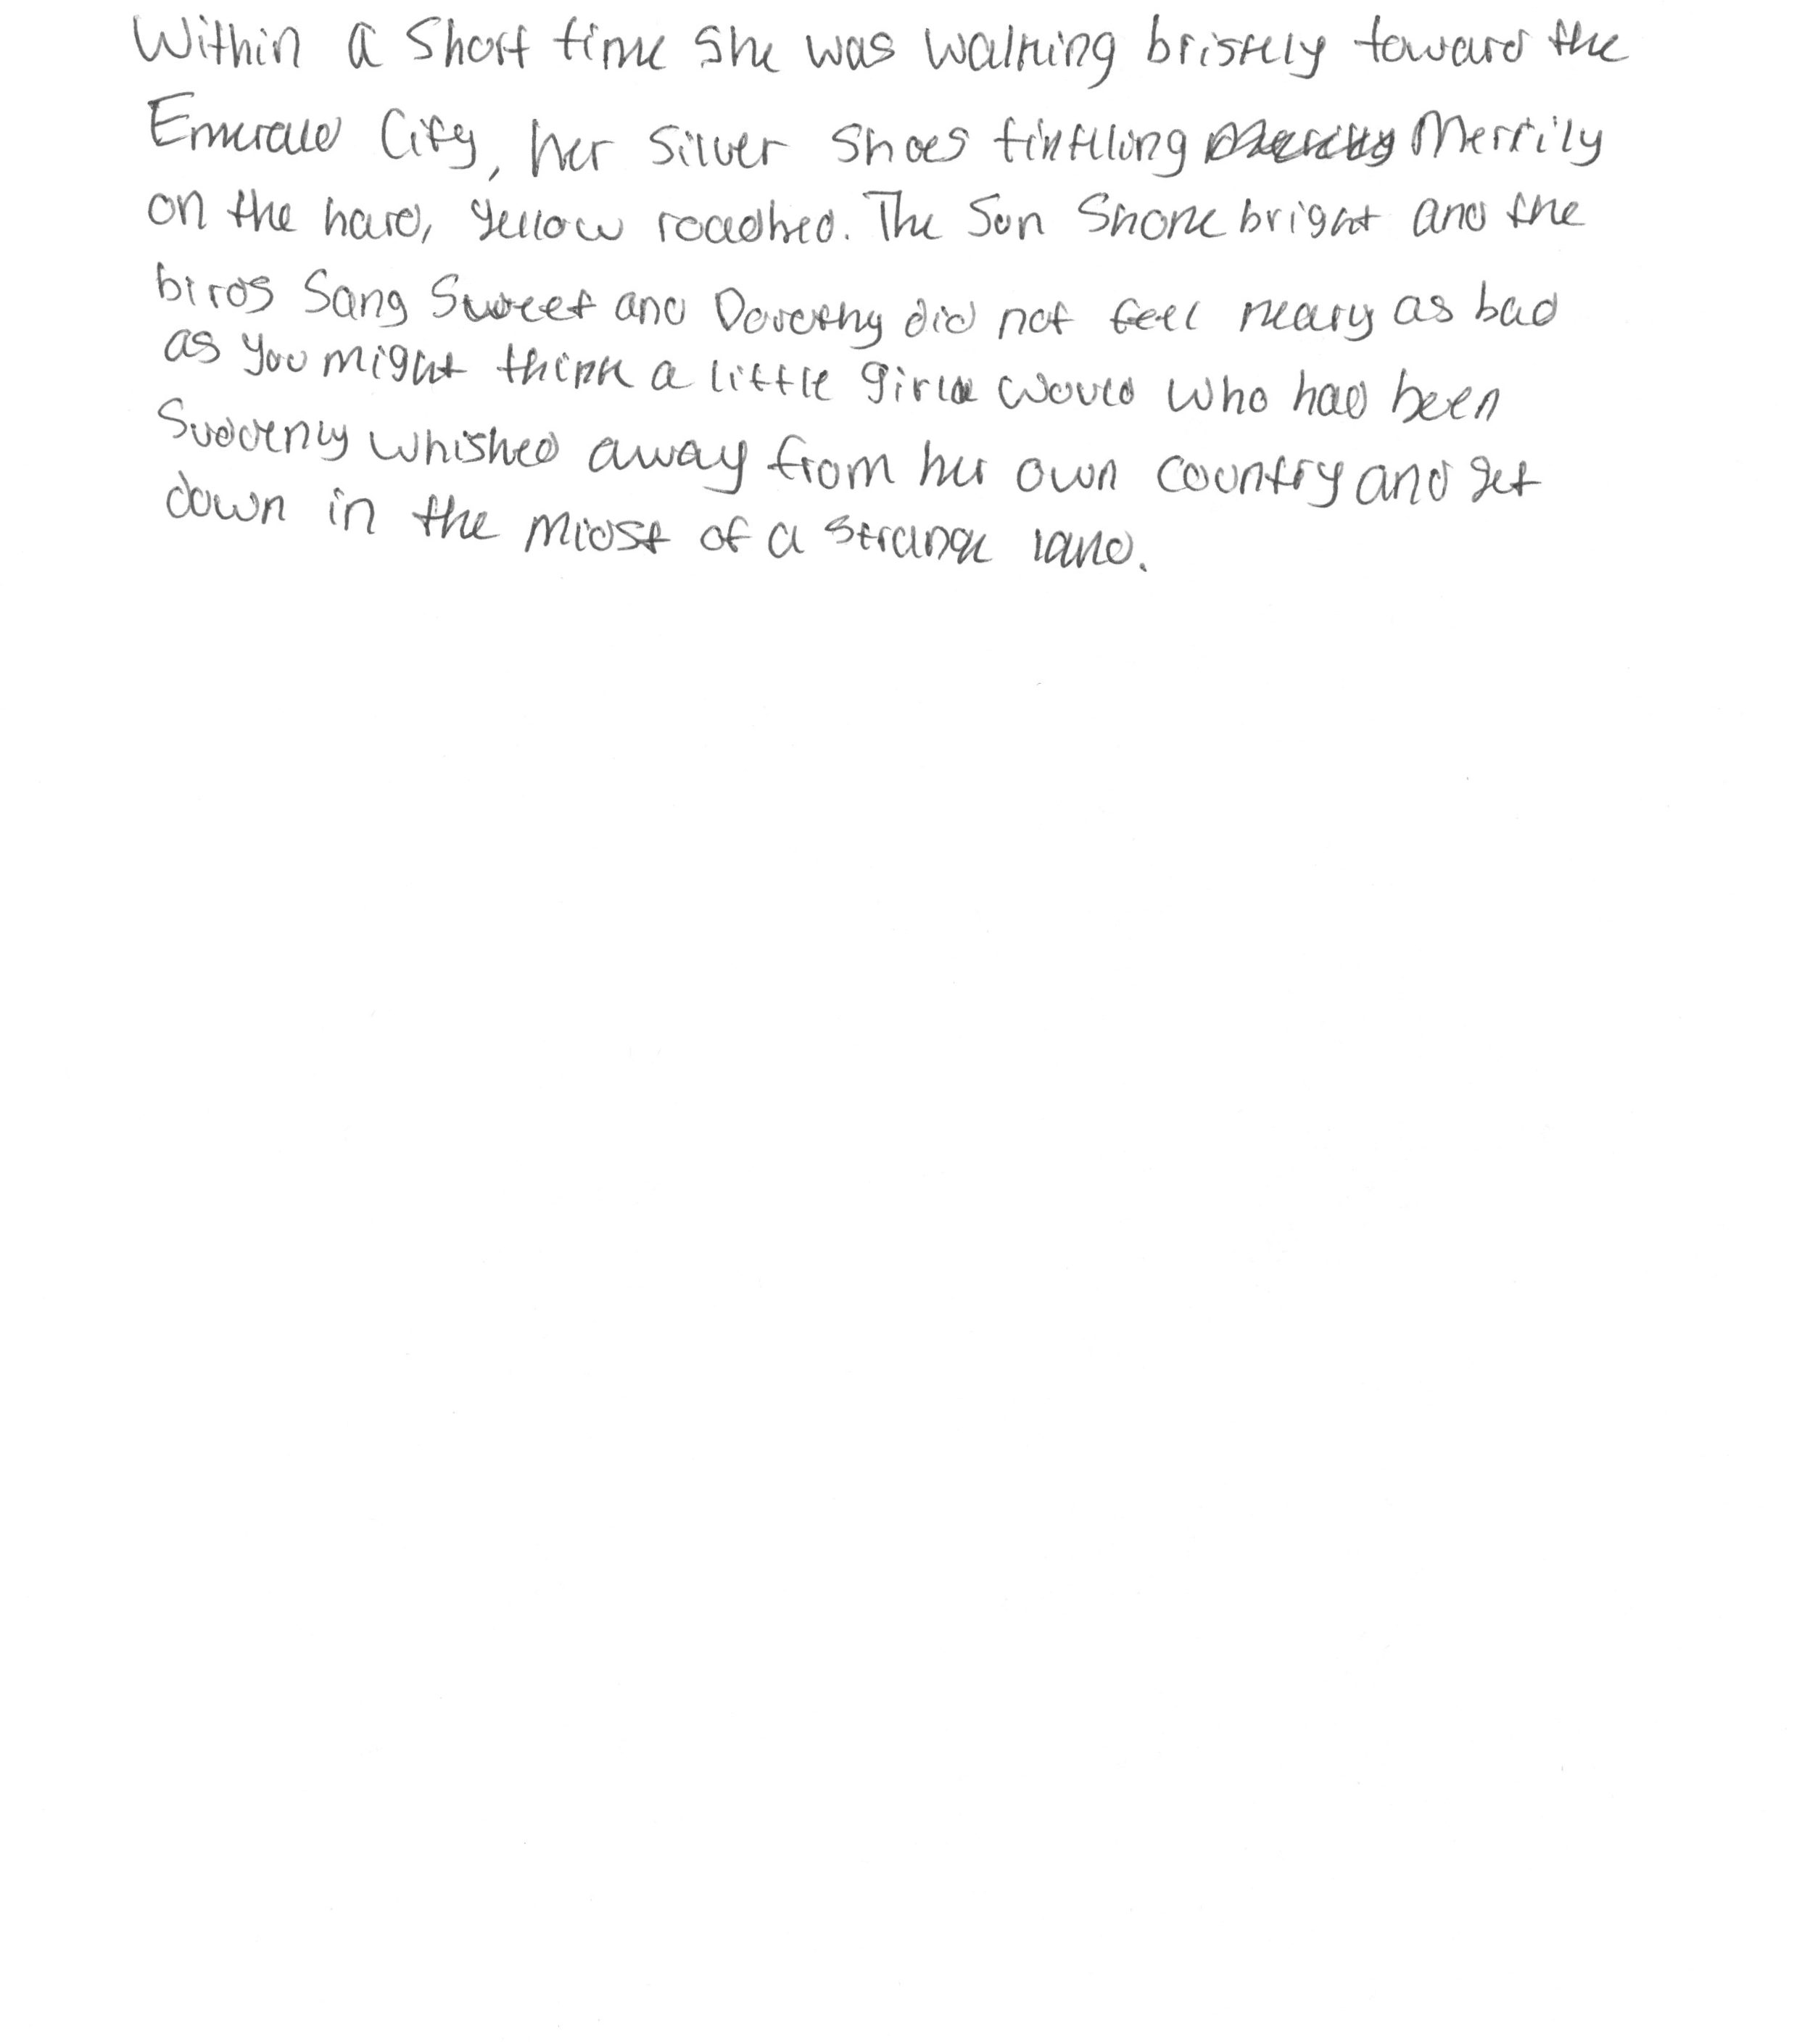 Within a short time she was walking briskly toward the
Emerald City, her Silver Shoes tinkling Merrily
on the hard, yellow roadbed. The Sun Shone bright and the
birds Sang Sweet and Dorothy did not feel neary as bad
as you might think a little girl would who had been
Suddenly whished away from her own country and set
down in the midst of a strange land.